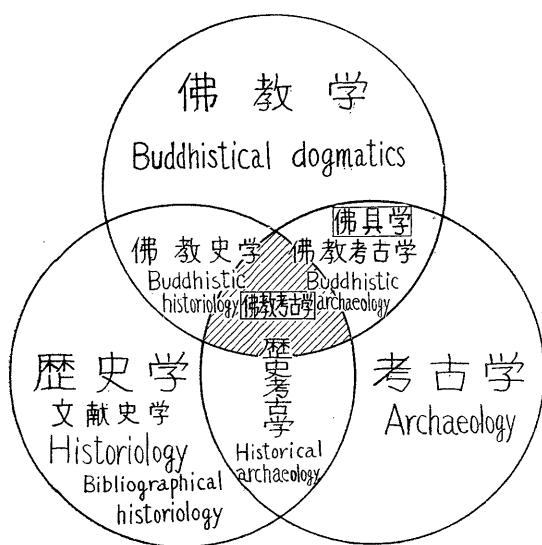 佛教学
Buddhistical dogmatics
佛教史学
Buddhistic
historiology
佛具学
佛教考古学
Buddhistic
archaeology
佛教考古学
歴史考古学
Historical
archaeology
歴史学
文献史学
Historiology
Bibliographical
historiology
考古学
Archaeology